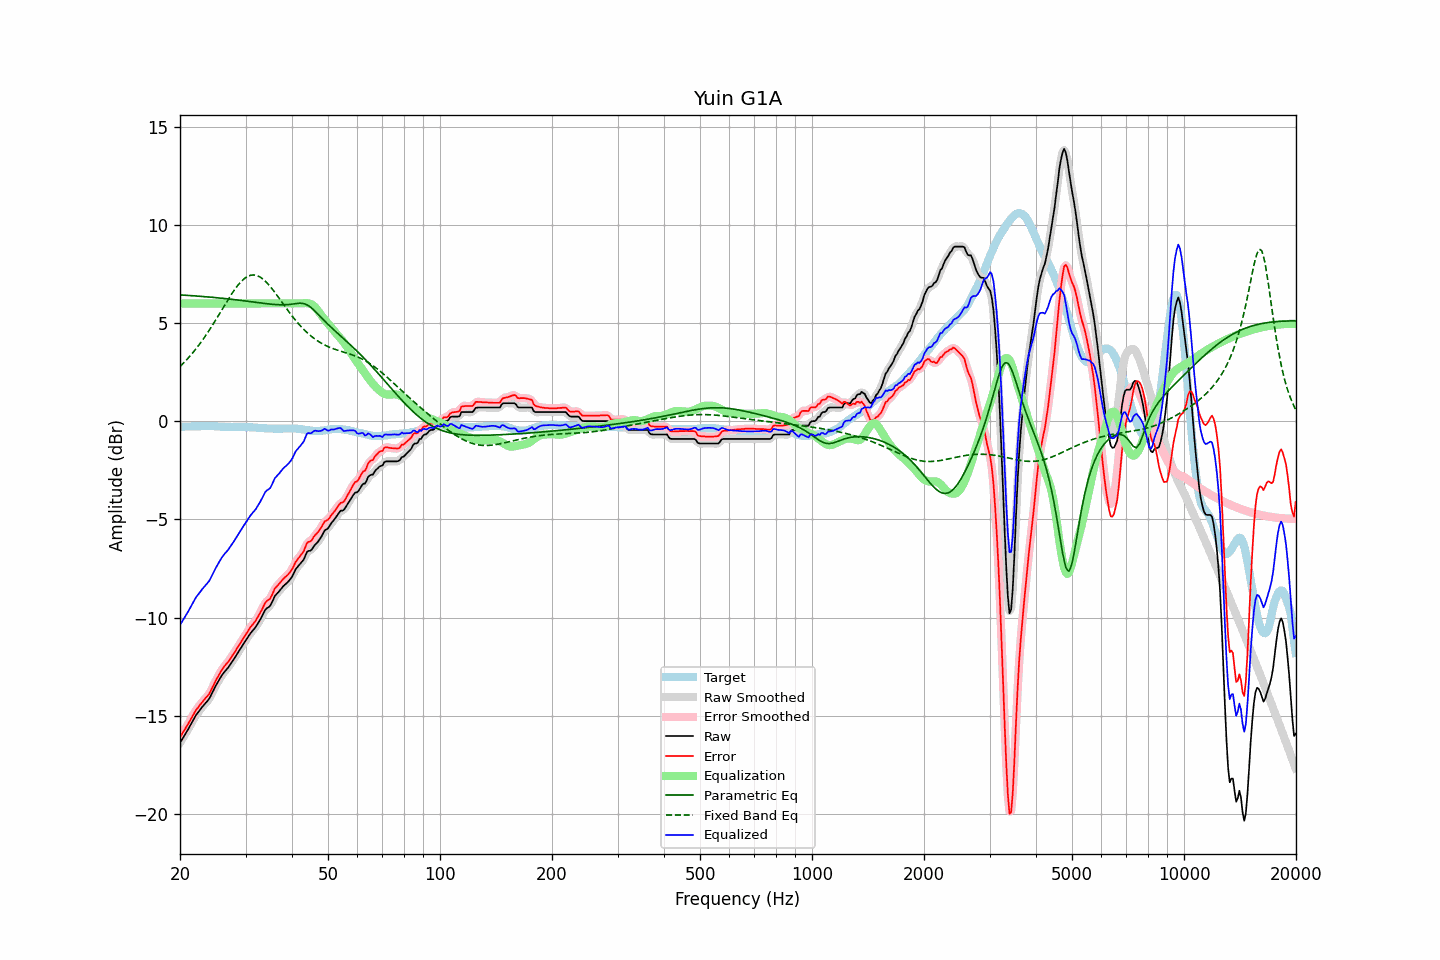 Yuin G1A
Amplitude (dBr)
15
10
5
0
−5
−10
−15
−20
Target
Raw Smoothed
Error Smoothed
Raw
Error
Equalization
Parametric Eq
Fixed Band Eq
Equalized
20 50 100 200 500 1000 2000 5000 10000 20000
Frequency (Hz)